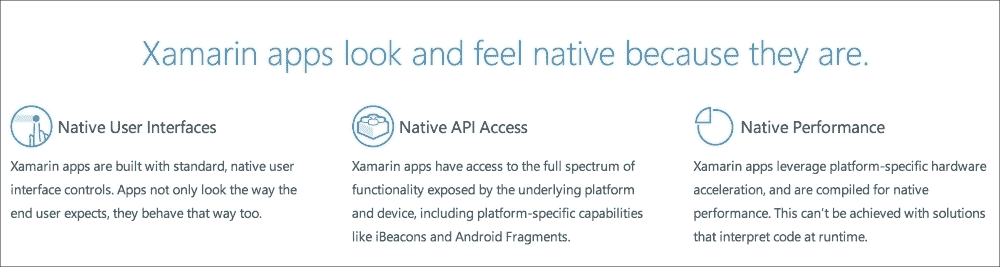 Xamarin apps look and feel native because they are.
Native User Interfaces
Xamarin apps are built with standard, native user
interface controls. Apps not only look the way the
end user expects, they behave that way too.
Native API Access
Xamarin apps have access to the full spectrum of
functionality exposed by the underlying platform
and device, including platform-specific capabilities
like iBeacons and Android Fragments.
Native Performance
Xamarin apps leverage platform-specific hardware
acceleration, and are compiled for native
performance. This can’t be achieved with solutions
that interpret code at runtime.